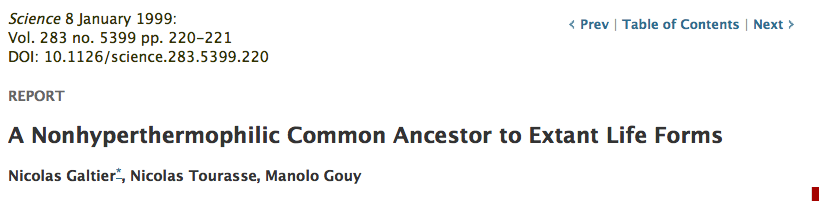 Science 8 January 1999:
Vol. 283 no. 5399 pp. 220–221
DOI: 10.1126/science.283.5399.220
‹ Prev | Table of Contents | Next ›
REPORT
A Nonhyperthermophilic Common Ancestor to Extant Life Forms
Nicolas Galtier*, Nicolas Tourasse, Manolo Gouy